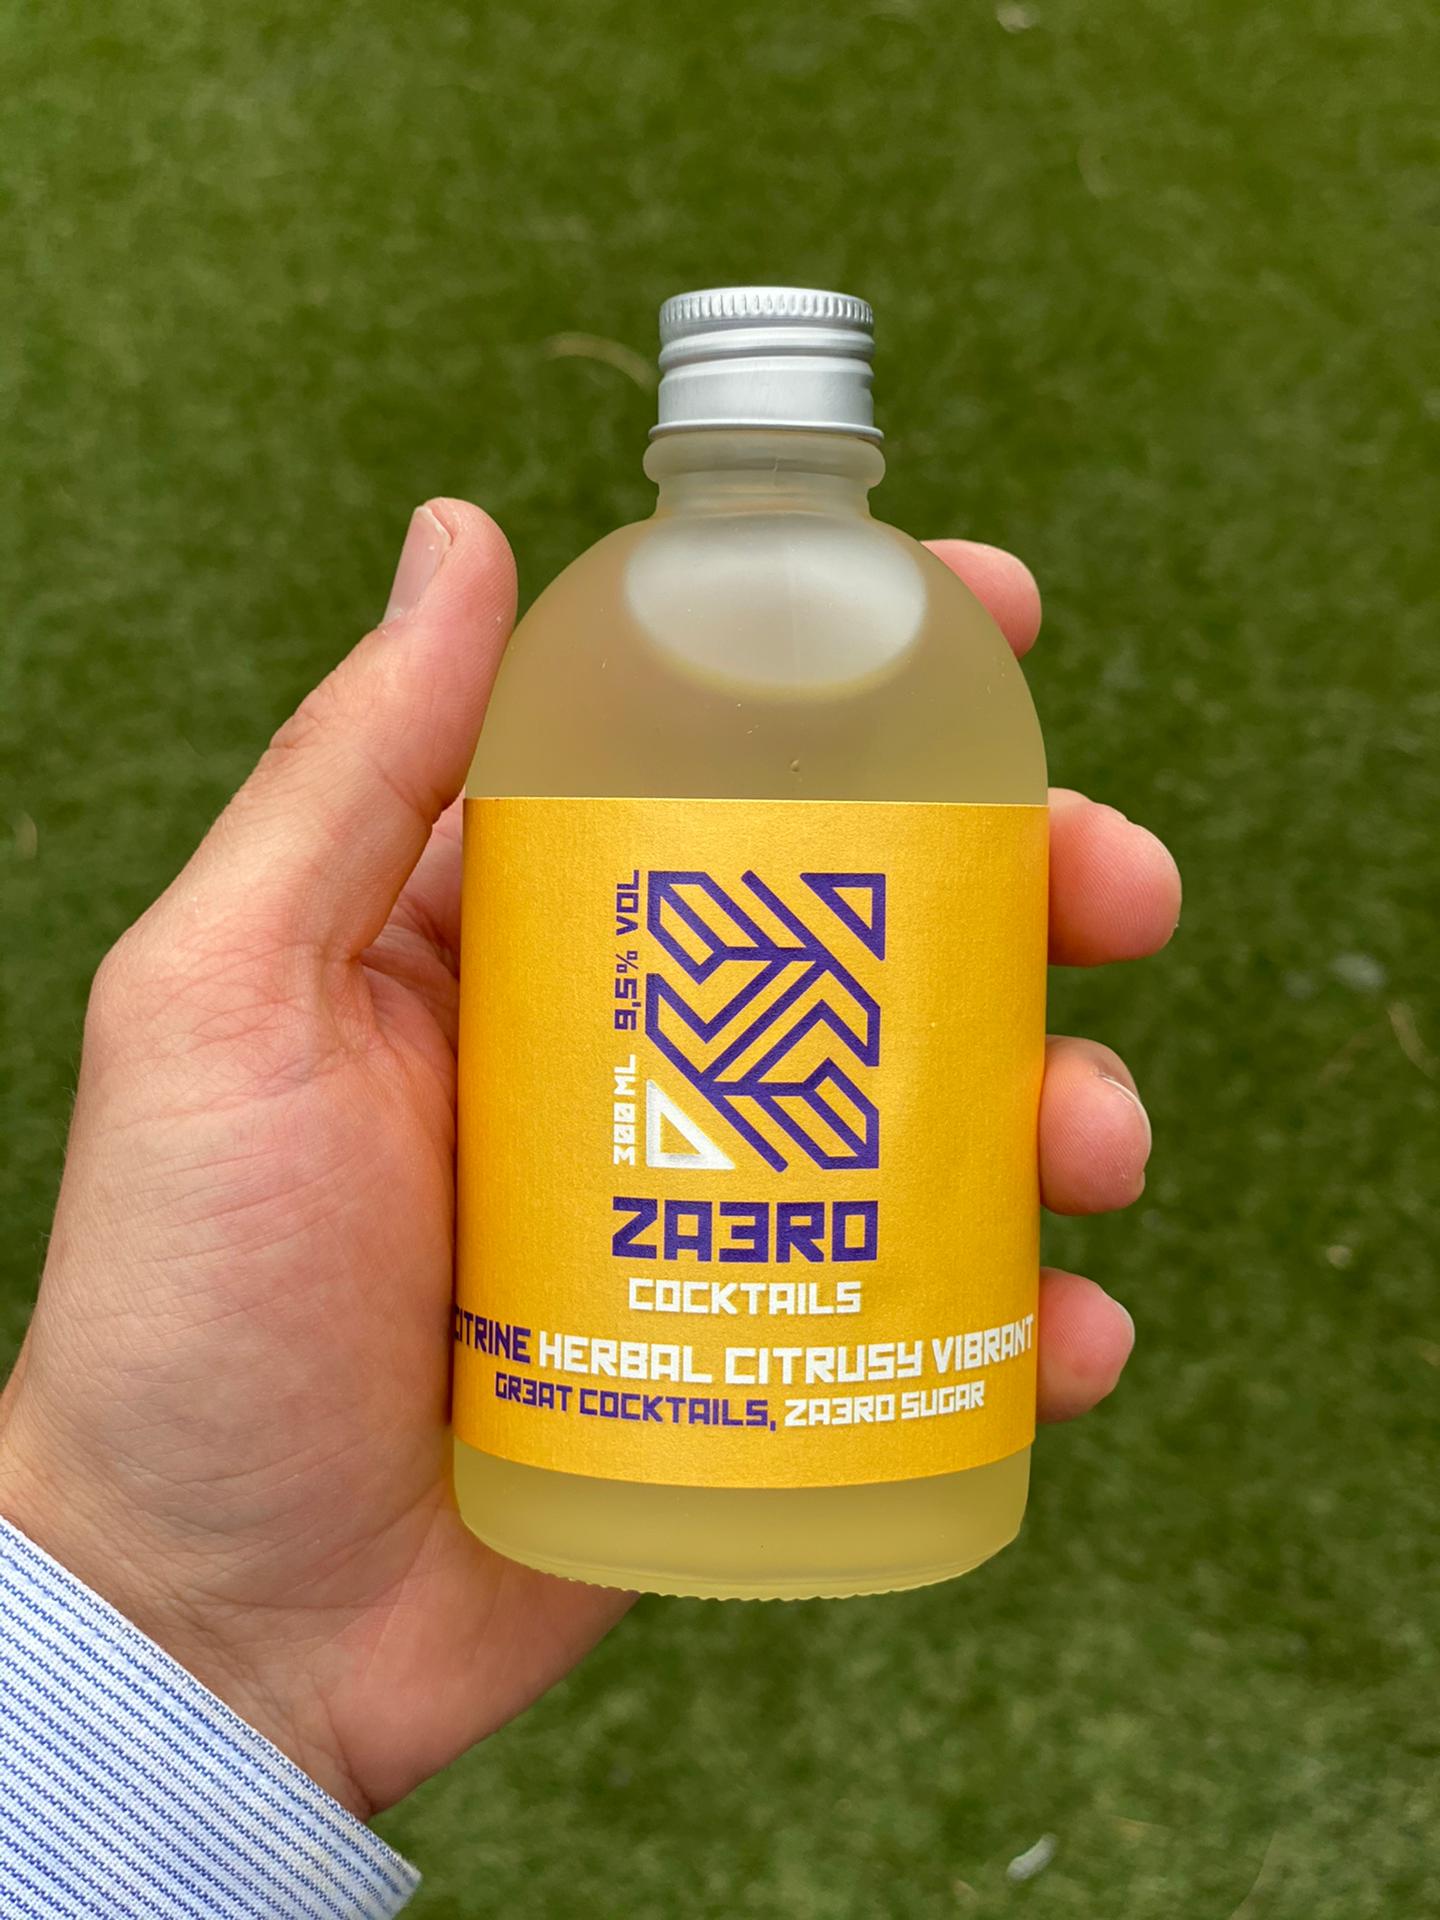 300 ML 9,5% VOL
ZA3RO
COCKTAILS
CITRINE HERBAL CITRUSY VIBRANT
GR3AT COCKTAILS, ZA3RO SUGAR